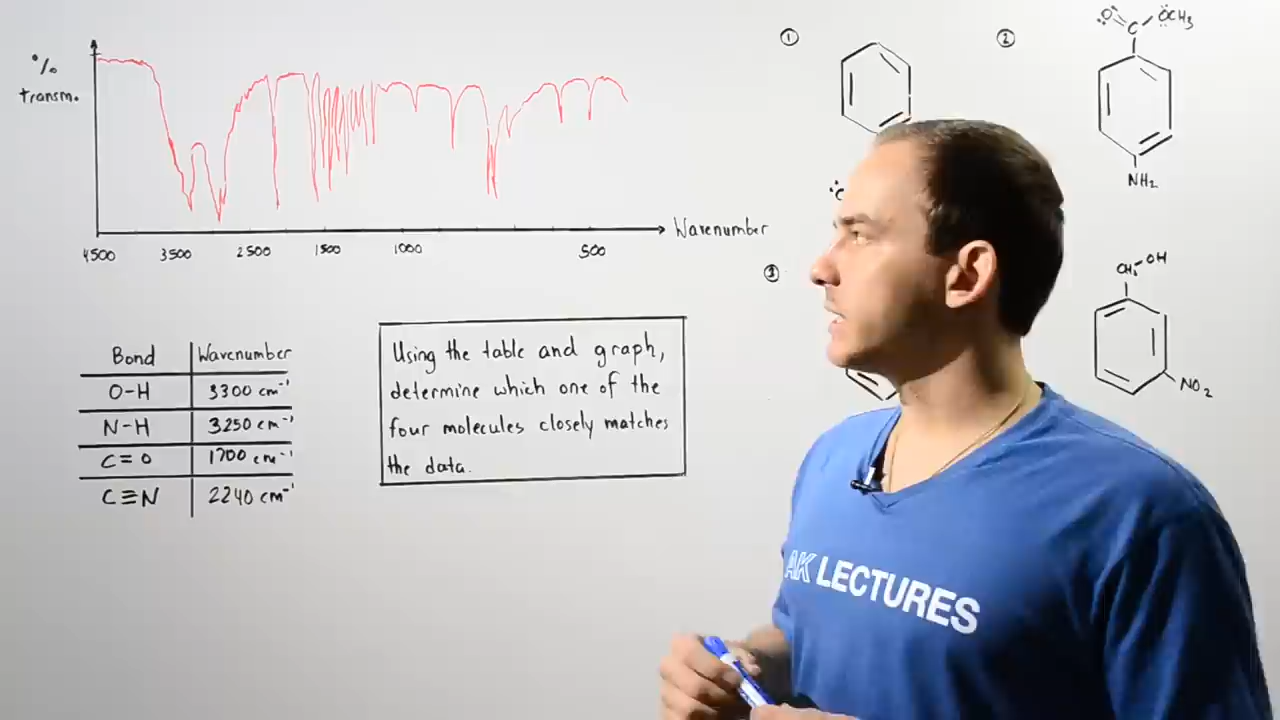 %
transm.
4500 3500 2500 1500 1000 500
Wavenumber
Bond Wavenumber
O-H 3300 cm⁻¹
N-H 3250 cm⁻¹
C=O 1700 cm⁻¹
C≡N 2240 cm⁻¹
Using the table and graph,
determine which one of the
four molecules closely matches
the data.
①
②
O C OCH₃
NH₂
③
OH
NO₂
AK LECTURES